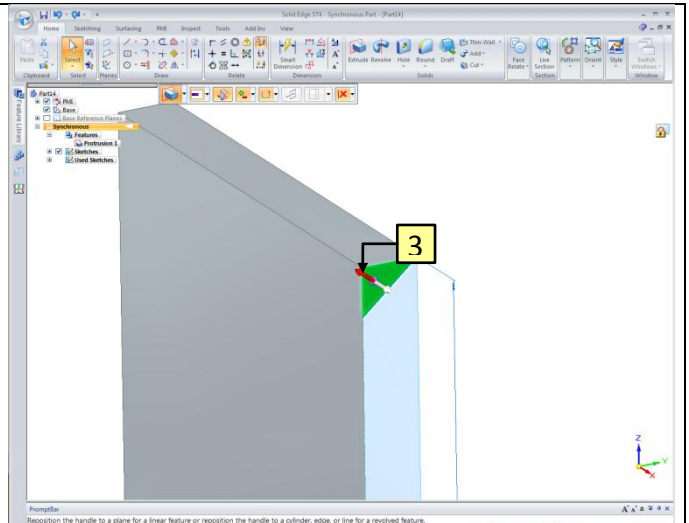 Solid Edge ST4 - Synchronous Part - [Part14]
Home Sketching Surfacing PMI Inspect Tools Add Ins View
Paste
Select
Smart Dimension
Extrude Revolve Hole Round Draft
Thin Wall
Add
Cut
Face Relate
Live Section
Pattern Orient Style
Switch Windows
Clipboard Select Planes Draw Relate Dimension Solids Section Window
Feature Library
Part14
PMI
Base
Base Reference Planes
Synchronous
Features
Protrusion 1
Sketches
Used Sketches
3
Z
Y
X
PromptBar
Reposition the handle to a plane for a linear feature or reposition the handle to a cylinder, edge, or line for a revolved feature.